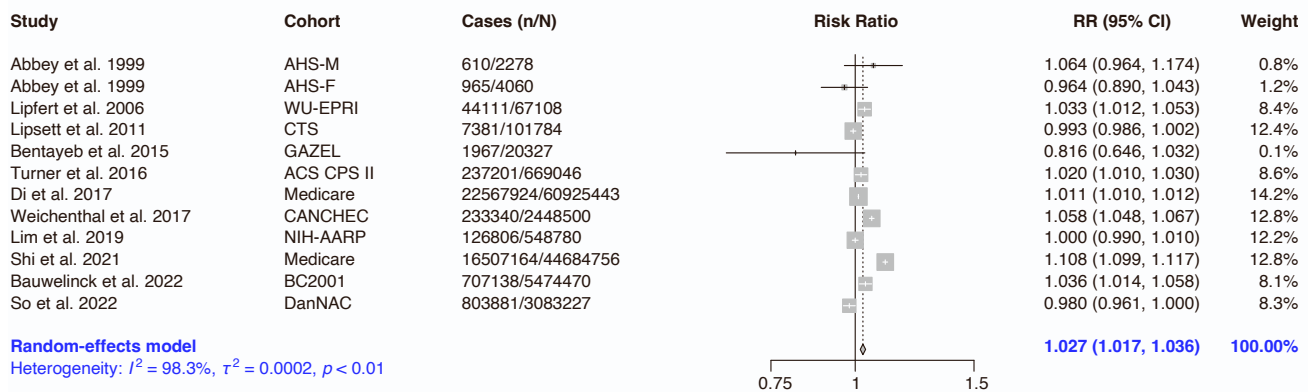 Study Cohort Cases (n/N) Risk Ratio RR (95% CI) Weight
Abbey et al. 1999 AHS-M 610/2278 1.064 (0.964, 1.174) 0.8%
Abbey et al. 1999 AHS-F 965/4060 0.964 (0.890, 1.043) 1.2%
Lipfert et al. 2006 WU-EPRI 44111/67108 1.033 (1.012, 1.053) 8.4%
Lipsett et al. 2011 CTS 7381/101784 0.993 (0.986, 1.002) 12.4%
Bentayeb et al. 2015 GAZEL 1967/20327 0.816 (0.646, 1.032) 0.1%
Turner et al. 2016 ACS CPS II 237201/669046 1.020 (1.010, 1.030) 8.6%
Di et al. 2017 Medicare 22567924/60925443 1.011 (1.010, 1.012) 14.2%
Weichenthal et al. 2017 CANCHEC 233340/2448500 1.058 (1.048, 1.067) 12.8%
Lim et al. 2019 NIH-AARP 126806/548780 1.000 (0.990, 1.010) 12.2%
Shi et al. 2021 Medicare 16507164/44684756 1.108 (1.099, 1.117) 12.8%
Bauwelinck et al. 2022 BC2001 707138/5474470 1.036 (1.014, 1.058) 8.1%
So et al. 2022 DanNAC 803881/3083227 0.980 (0.961, 1.000) 8.3%
Random-effects model 1.027 (1.017, 1.036) 100.00%
Heterogeneity: I² = 98.3%, τ² = 0.0002, p < 0.01
0.75 1 1.5